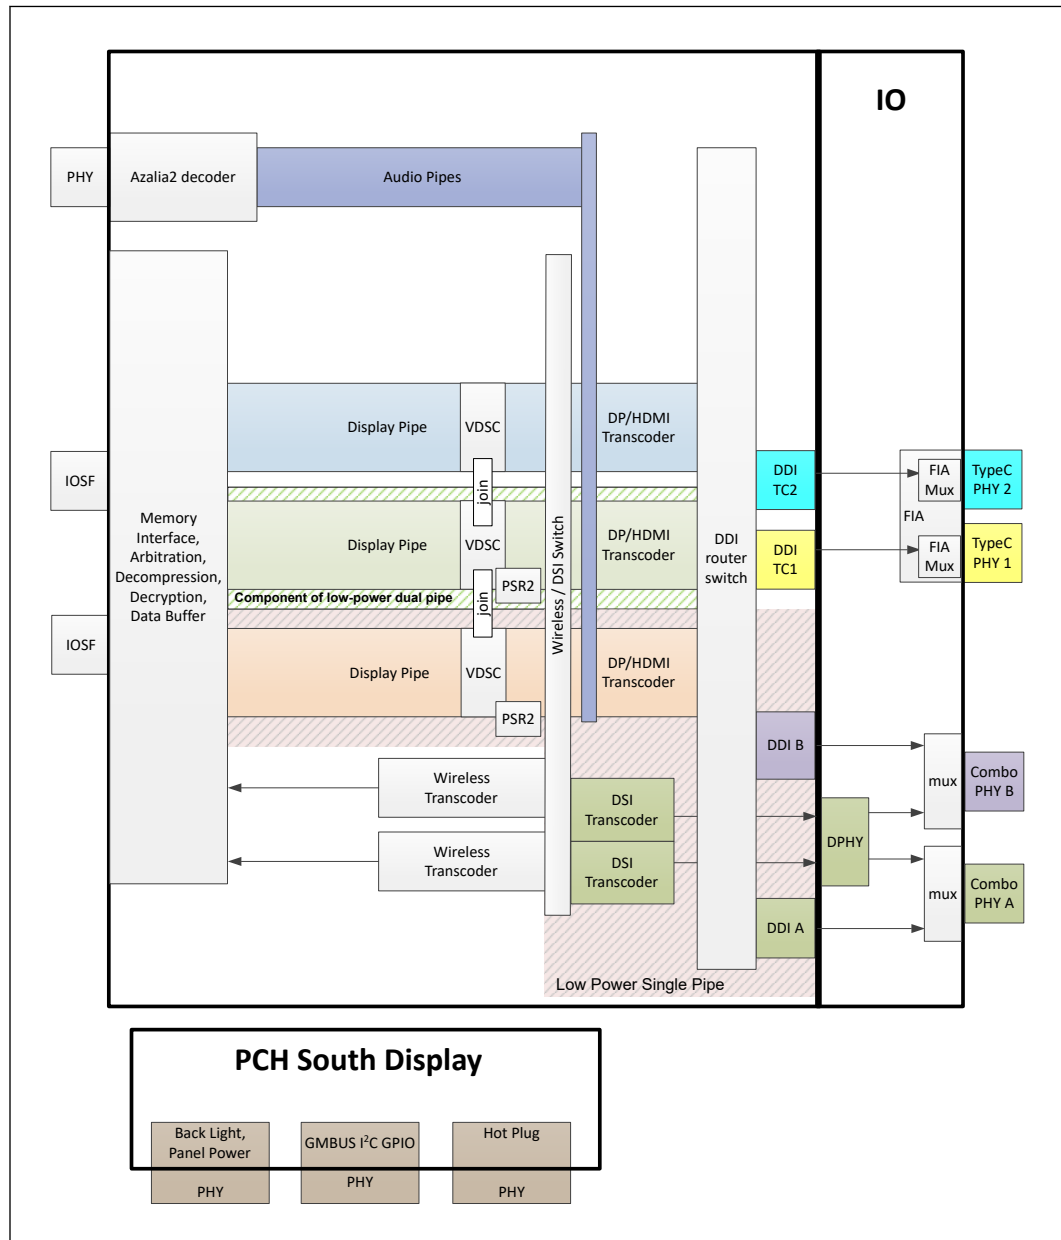 IO
PHY
Azalia2 decoder
Audio Pipes
Display Pipe
VDSC
DP/HDMI
Transcoder
IOSF
join
DDI
TC2
FIA
Mux
TypeC
PHY 2
FIA
Memory
Interface,
Arbitration,
Decompression,
Decryption,
Data Buffer
Display Pipe
VDSC
DP/HDMI
Transcoder
DDI
router
switch
DDI
TC1
FIA
Mux
TypeC
PHY 1
Wireless / DSI Switch
PSR2
Component of low-power dual pipe
join
IOSF
Display Pipe
VDSC
DP/HDMI
Transcoder
PSR2
DDI B
mux
Combo
PHY B
Wireless
Transcoder
DSI
Transcoder
DPHY
Wireless
Transcoder
DSI
Transcoder
mux
Combo
PHY A
DDI A
Low Power Single Pipe
PCH South Display
Back Light,
Panel Power
PHY
GMBUS I²C GPIO
PHY
Hot Plug
PHY